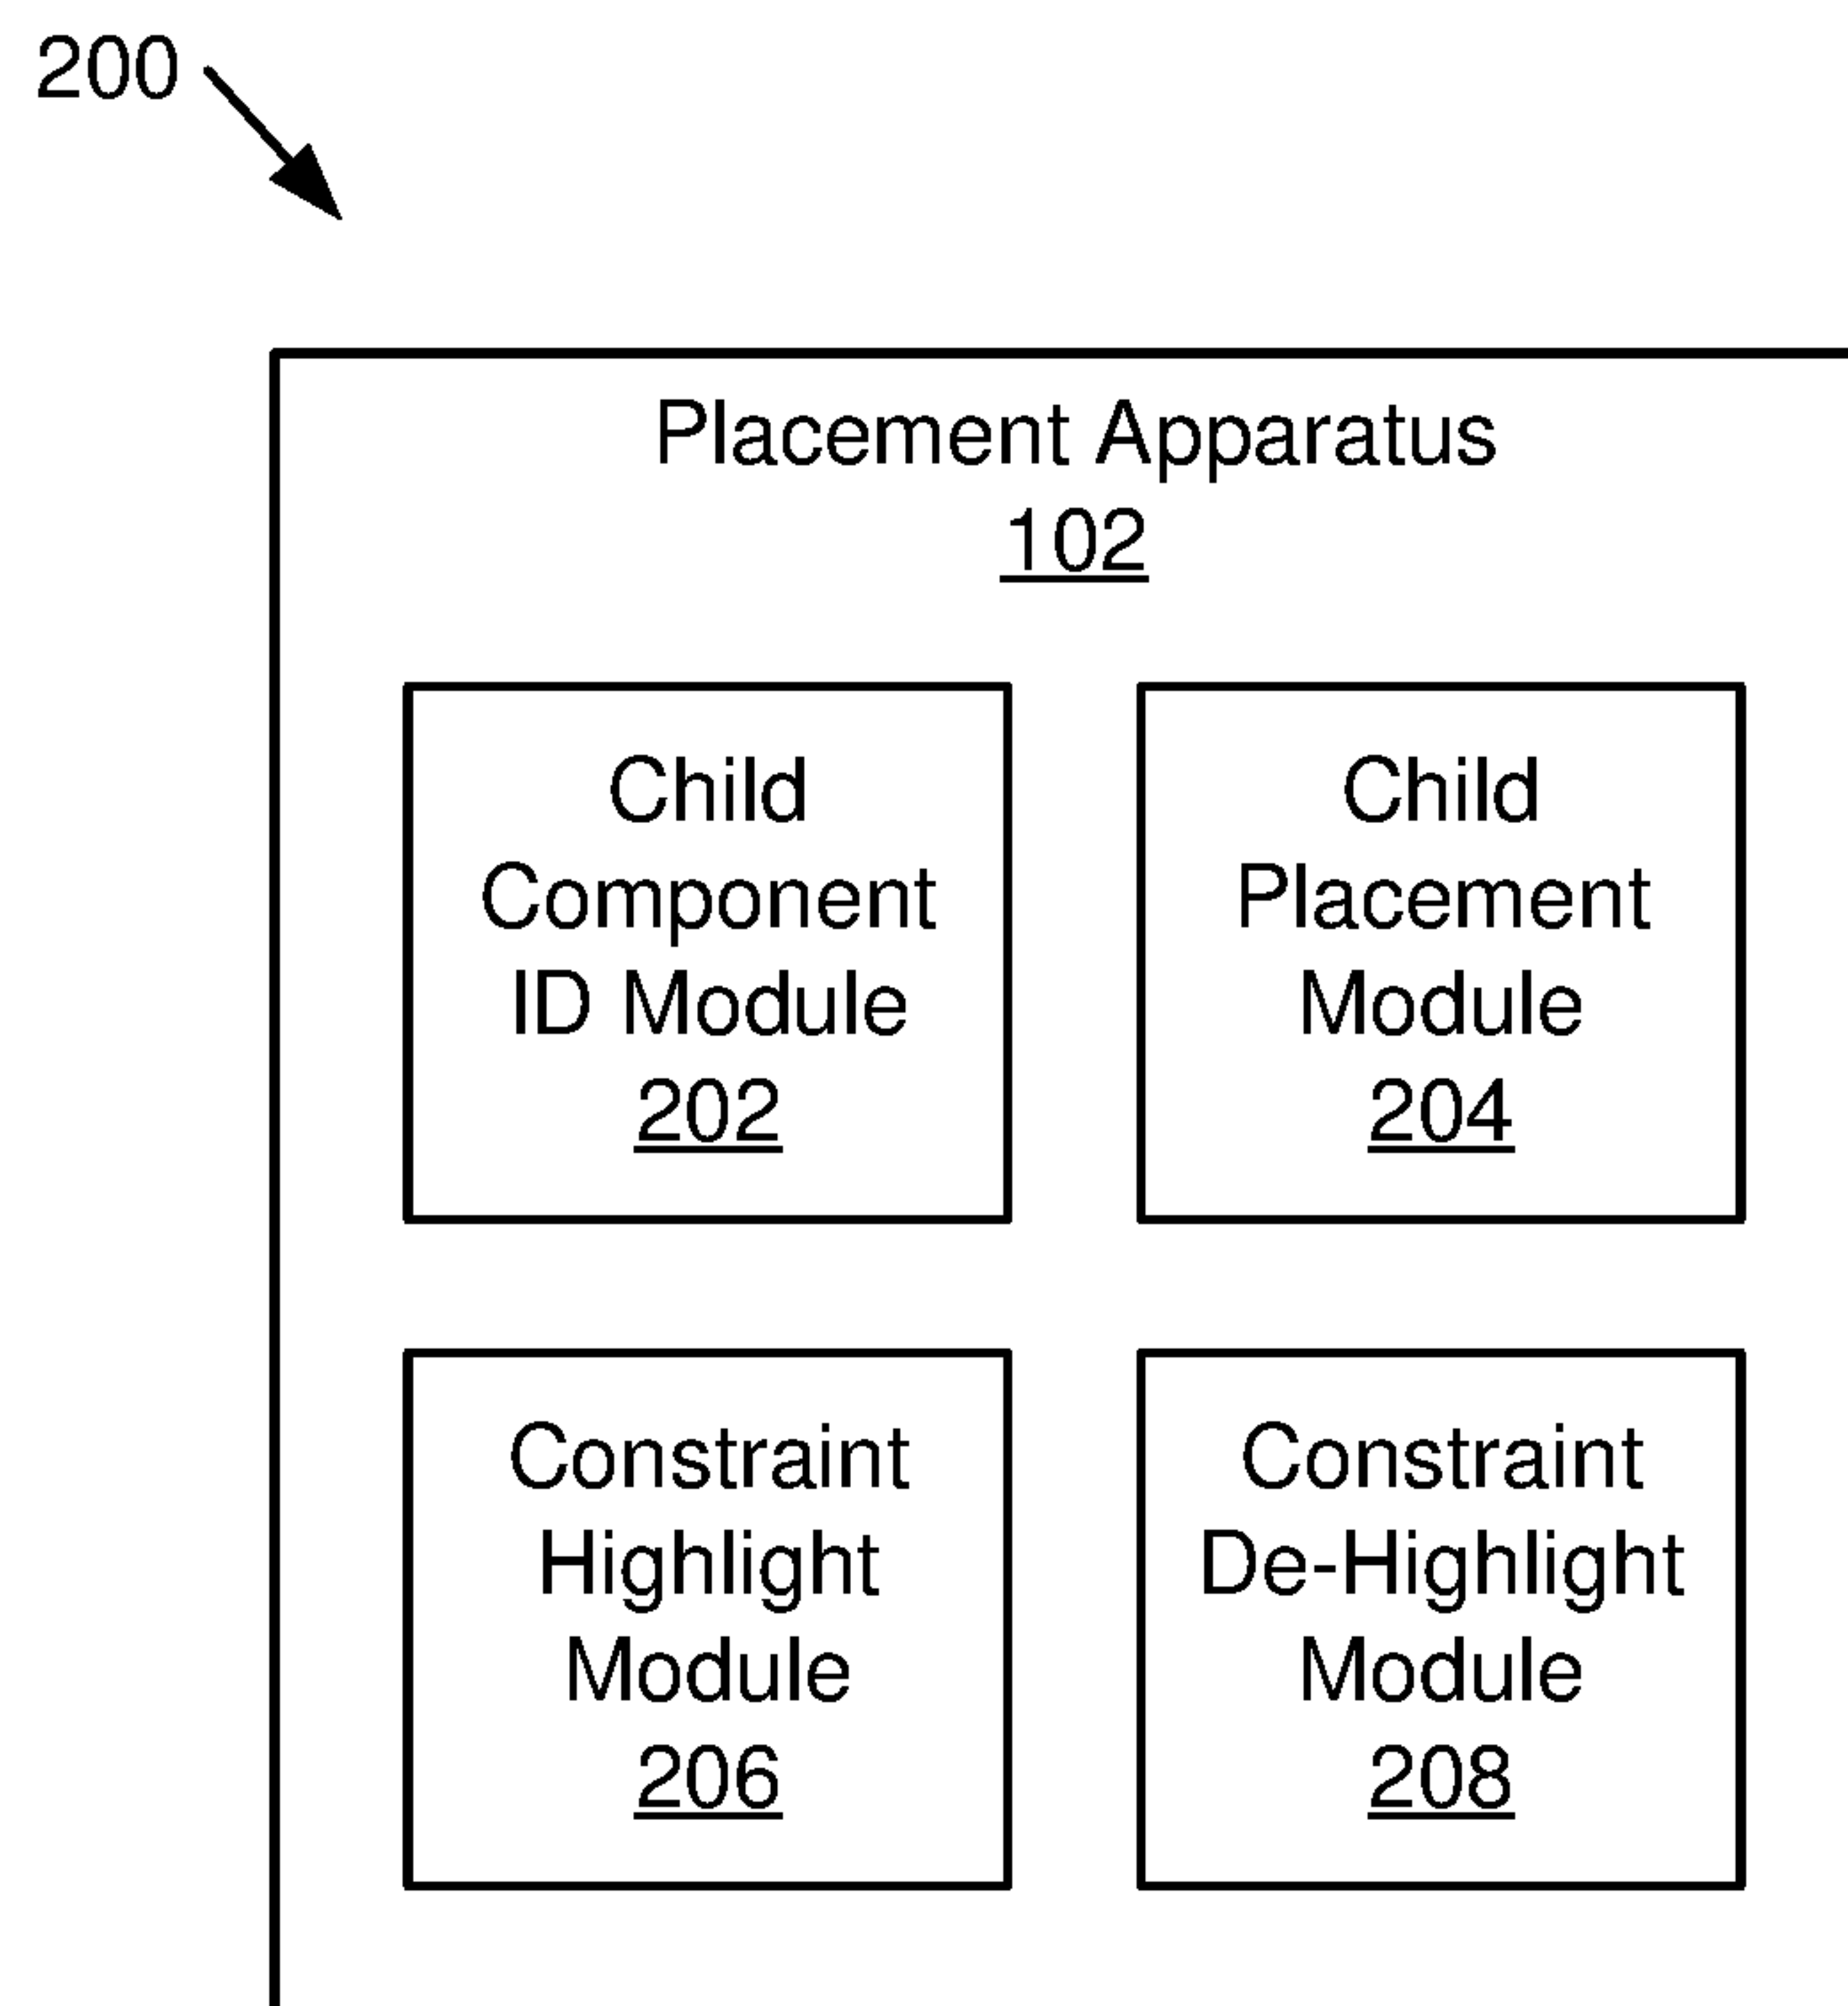 200
Placement Apparatus
102
Child
Component
ID Module
202
Child
Placement
Module
204
Constraint
Highlight
Module
206
Constraint
De-Highlight
Module
208